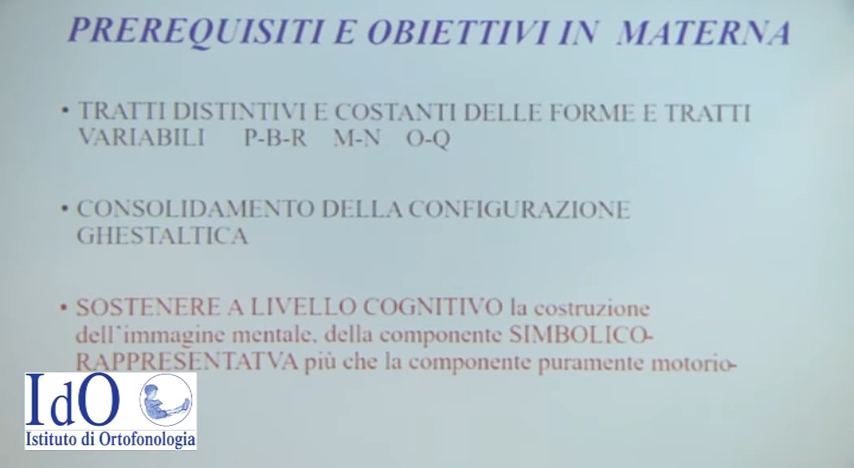 PREREQUISITI E OBIETTIVI IN MATERNA
• TRATTI DISTINTIVI E COSTANTI DELLE FORME E TRATTI
VARIABILI P-B-R M-N O-Q
• CONSOLIDAMENTO DELLA CONFIGURAZIONE
GHESTALTICA
• SOSTENERE A LIVELLO COGNITIVO la costruzione
dell'immagine mentale, della componente SIMBOLICO-
RAPPRESENTATVA più che la componente puramente motorio-
IdO
Istituto di Ortofonologia